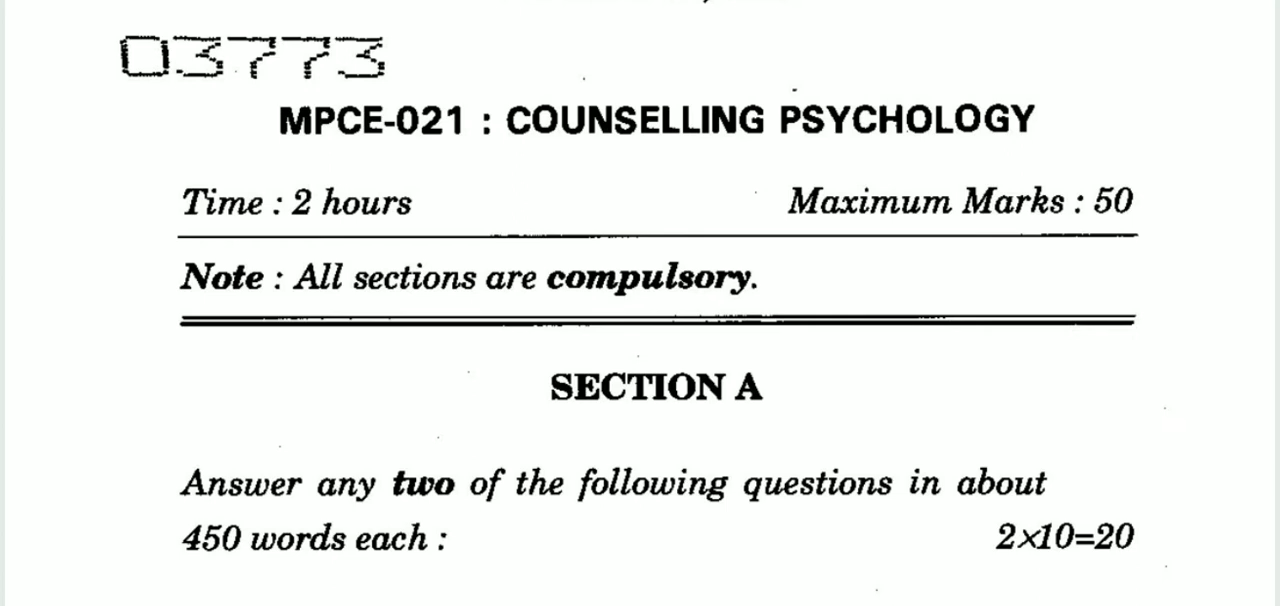 03773
MPCE-021 : COUNSELLING PSYCHOLOGY
Time : 2 hours Maximum Marks : 50
Note : All sections are compulsory.
SECTION A
Answer any two of the following questions in about
450 words each : 2×10=20